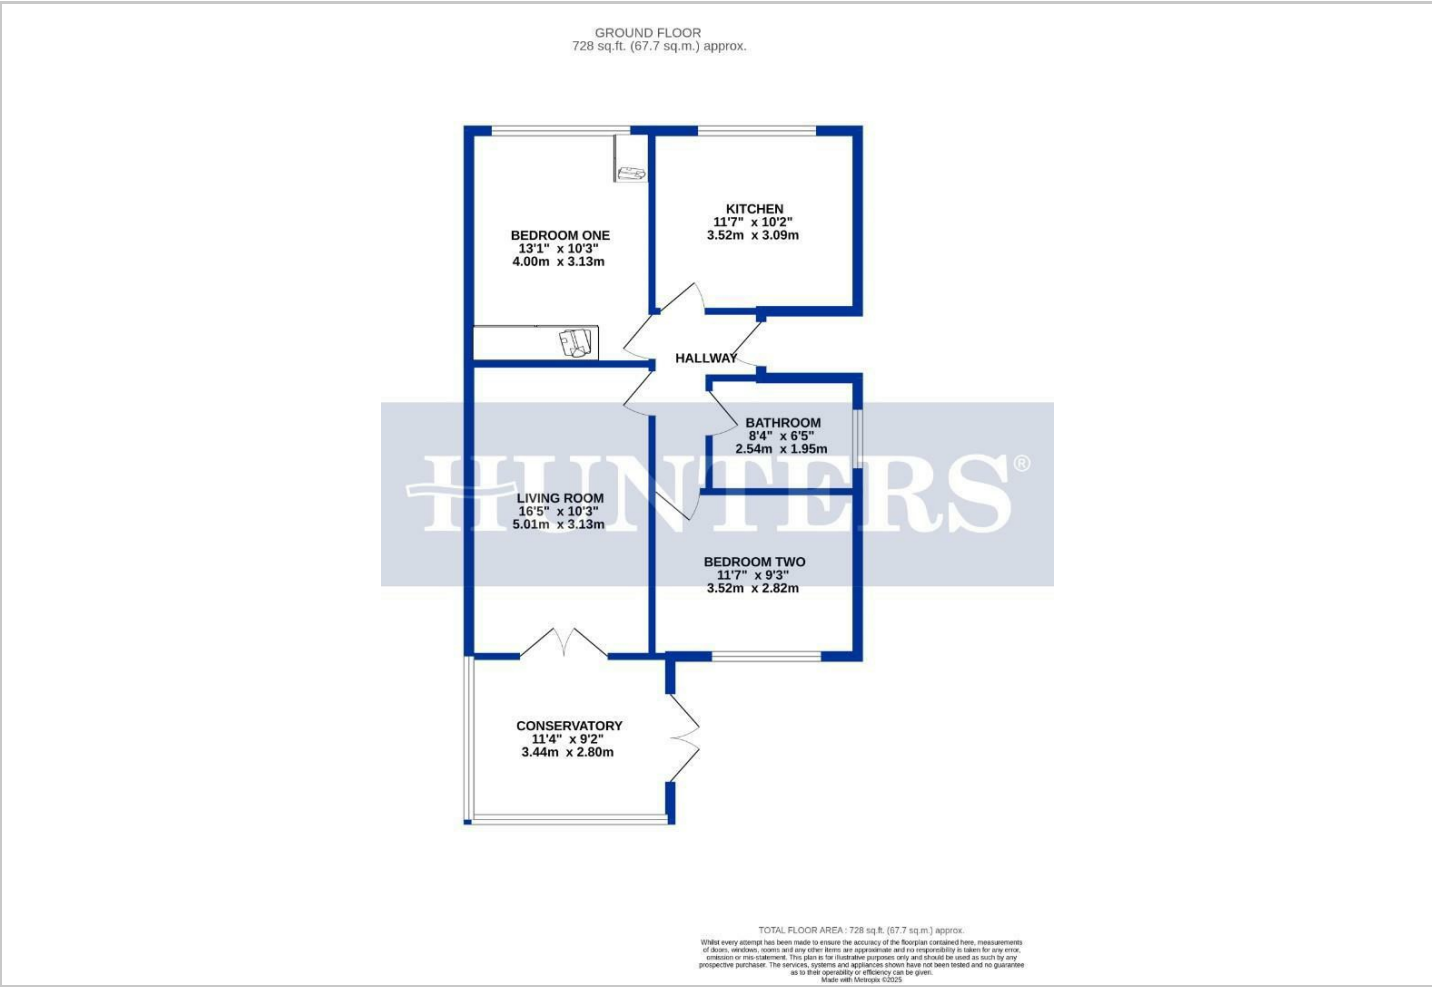 GROUND FLOOR
728 sq.ft. (67.7 sq.m.) approx.
KITCHEN
11'7" x 10'2"
3.52m x 3.09m
BEDROOM ONE
13'1" x 10'3"
4.00m x 3.13m
HALLWAY
BATHROOM
8'4" x 6'5"
2.54m x 1.95m
HUNTERS®
LIVING ROOM
16'5" x 10'3"
5.01m x 3.13m
BEDROOM TWO
11'7" x 9'3"
3.52m x 2.82m
CONSERVATORY
11'4" x 9'2"
3.44m x 2.80m
TOTAL FLOOR AREA : 728 sq.ft. (67.7 sq.m.) approx.
Whilst every attempt has been made to ensure the accuracy of the floorplan contained here, measurements
of doors, windows, rooms and any other items are approximate and no responsibility is taken for any error,
omission or mis-statement. This plan is for illustrative purposes only and should be used as such by any
prospective purchaser. The services, systems and appliances shown have not been tested and no guarantee
as to their operability or efficiency can be given.
Made with Metropix ©2025